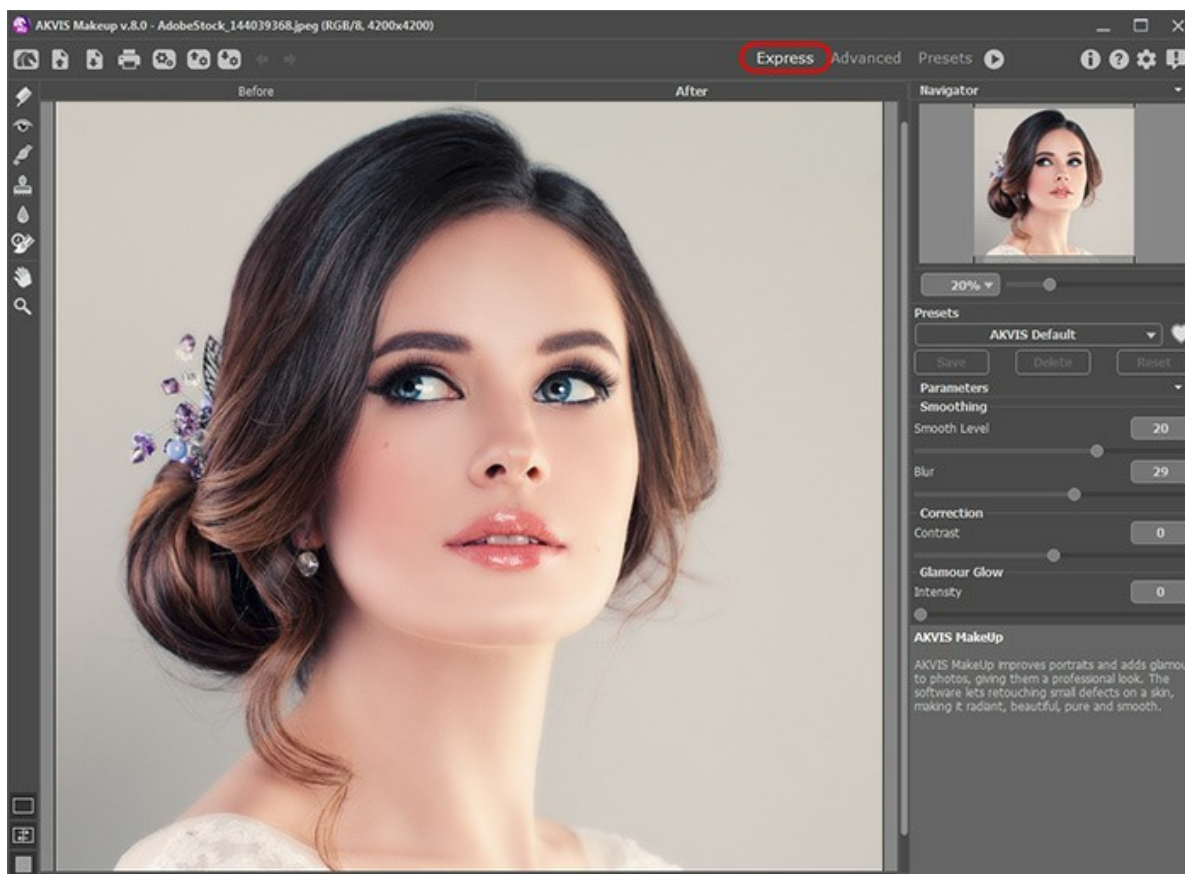 AKVIS Makeup v.8.0 - AdobeStock_144039368.jpeg (RGB/8, 4200x4200)
Express Advanced Presets
Before After
Navigator
20%
Presets
AKVIS Default
Save Delete Reset
Parameters
Smoothing
Smooth Level 20
Blur 29
Correction
Contrast 0
Glamour Glow
Intensity 0
AKVIS MakeUp
AKVIS MakeUp improves portraits and adds glamou
to photos, giving them a professional look. The
software lets retouching small defects on a skin,
making it radiant, beautiful, pure and smooth.